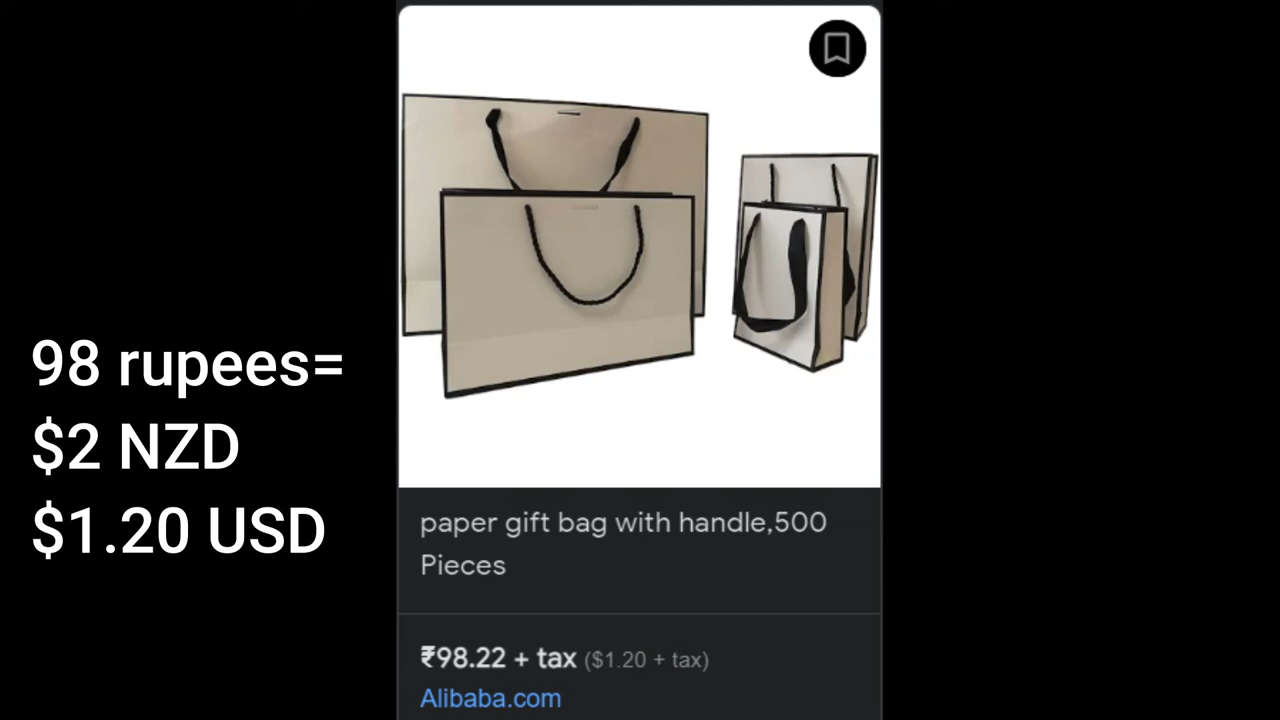 98 rupees=
$2 NZD
$1.20 USD
paper gift bag with handle,500
Pieces
₹98.22 + tax ($1.20 + tax)
Alibaba.com